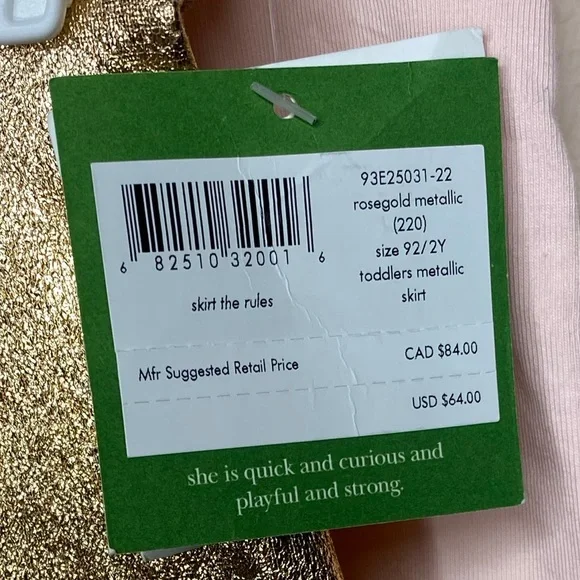 93E25031-22
rosegold metallic
(220)
size 92/2Y
toddlers metallic
skirt
6 82510 32001 6
skirt the rules
Mfr Suggested Retail Price
CAD $84.00
USD $64.00
she is quick and curious and
playful and strong.